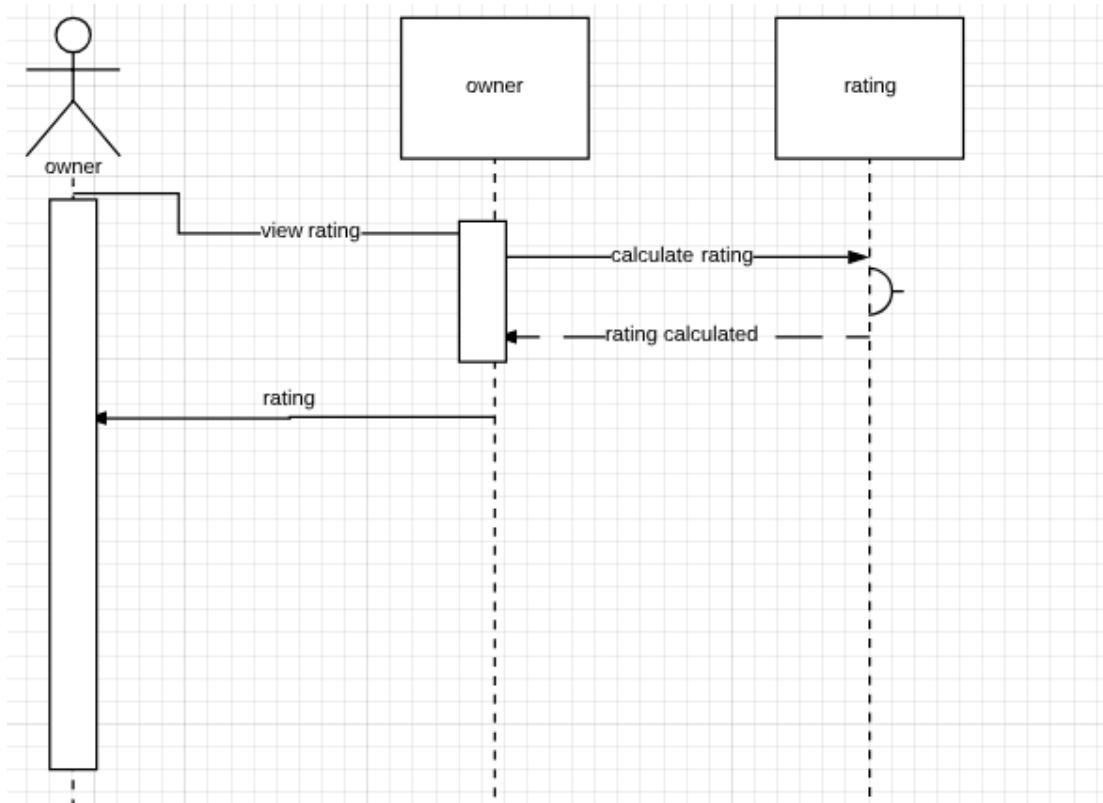 owner
rating
owner
view rating
calculate rating
rating calculated
rating